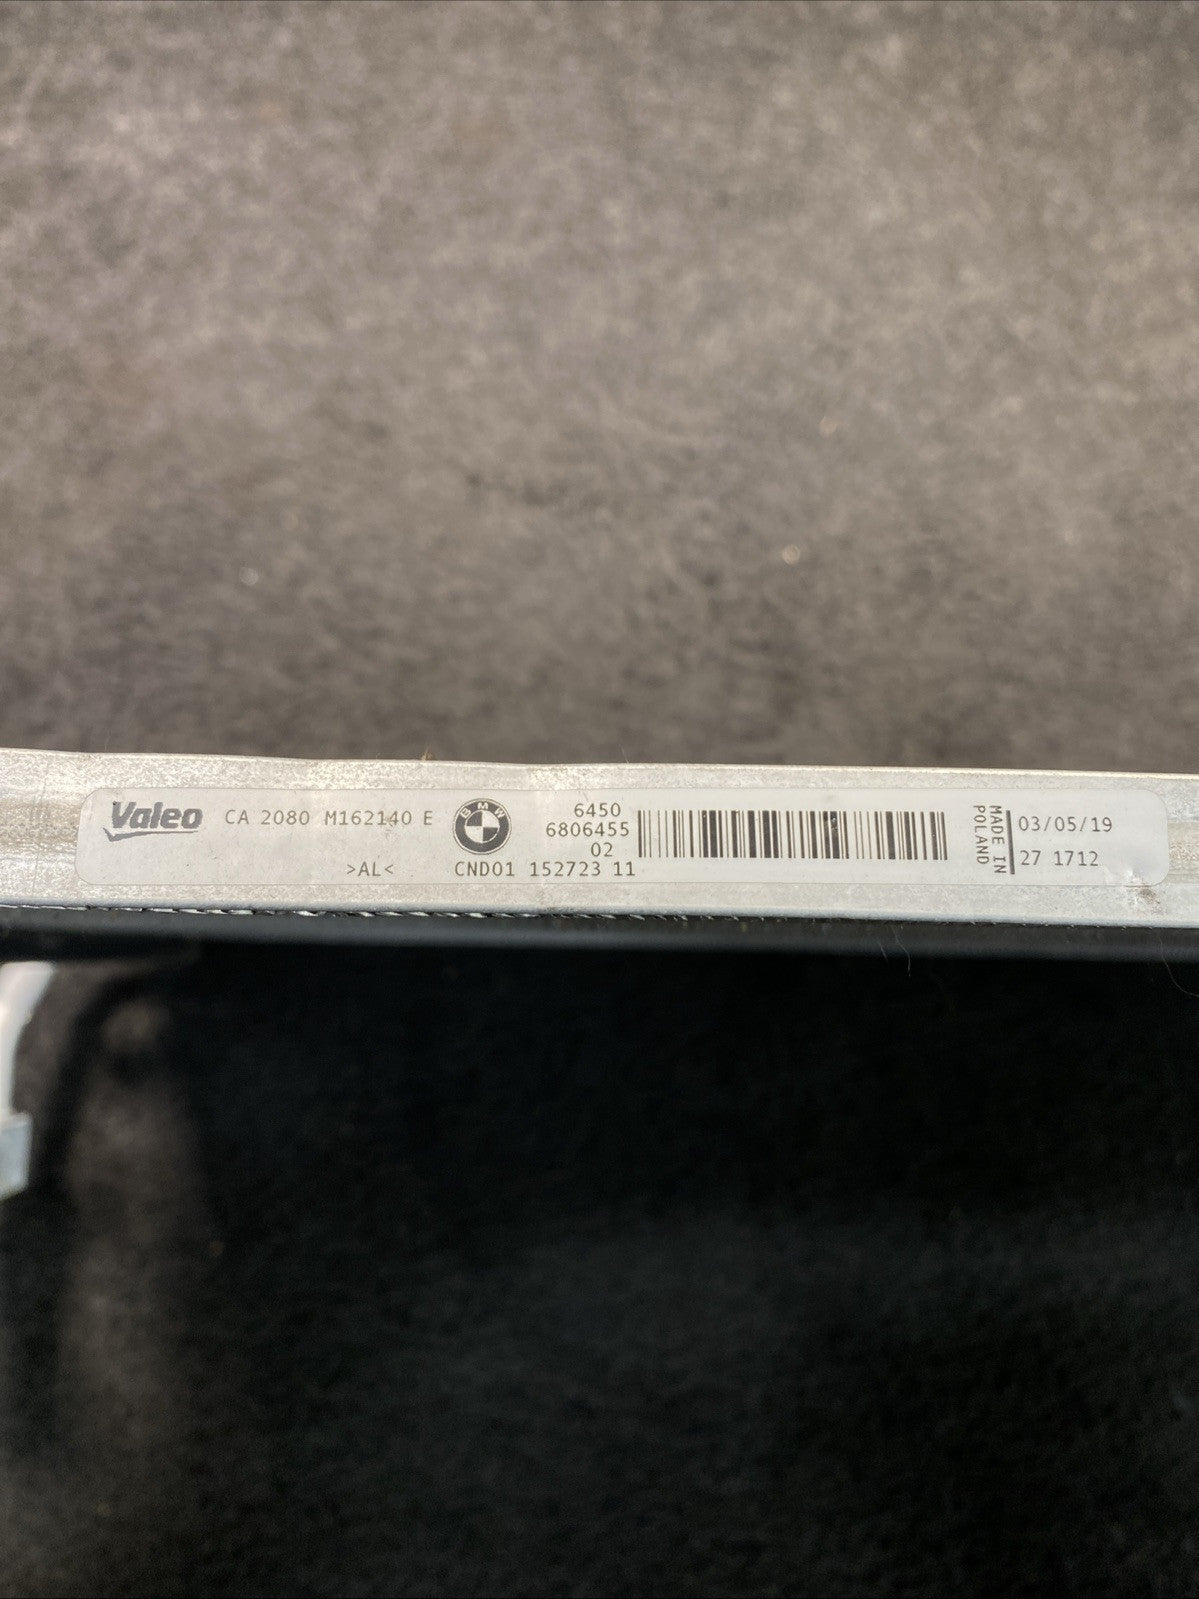 Valeo CA 2080 M162140 E
>AL<
BMW
6450
6806455
02
CND01 152723 11
MADE IN
POLAND
03/05/19
27 1712